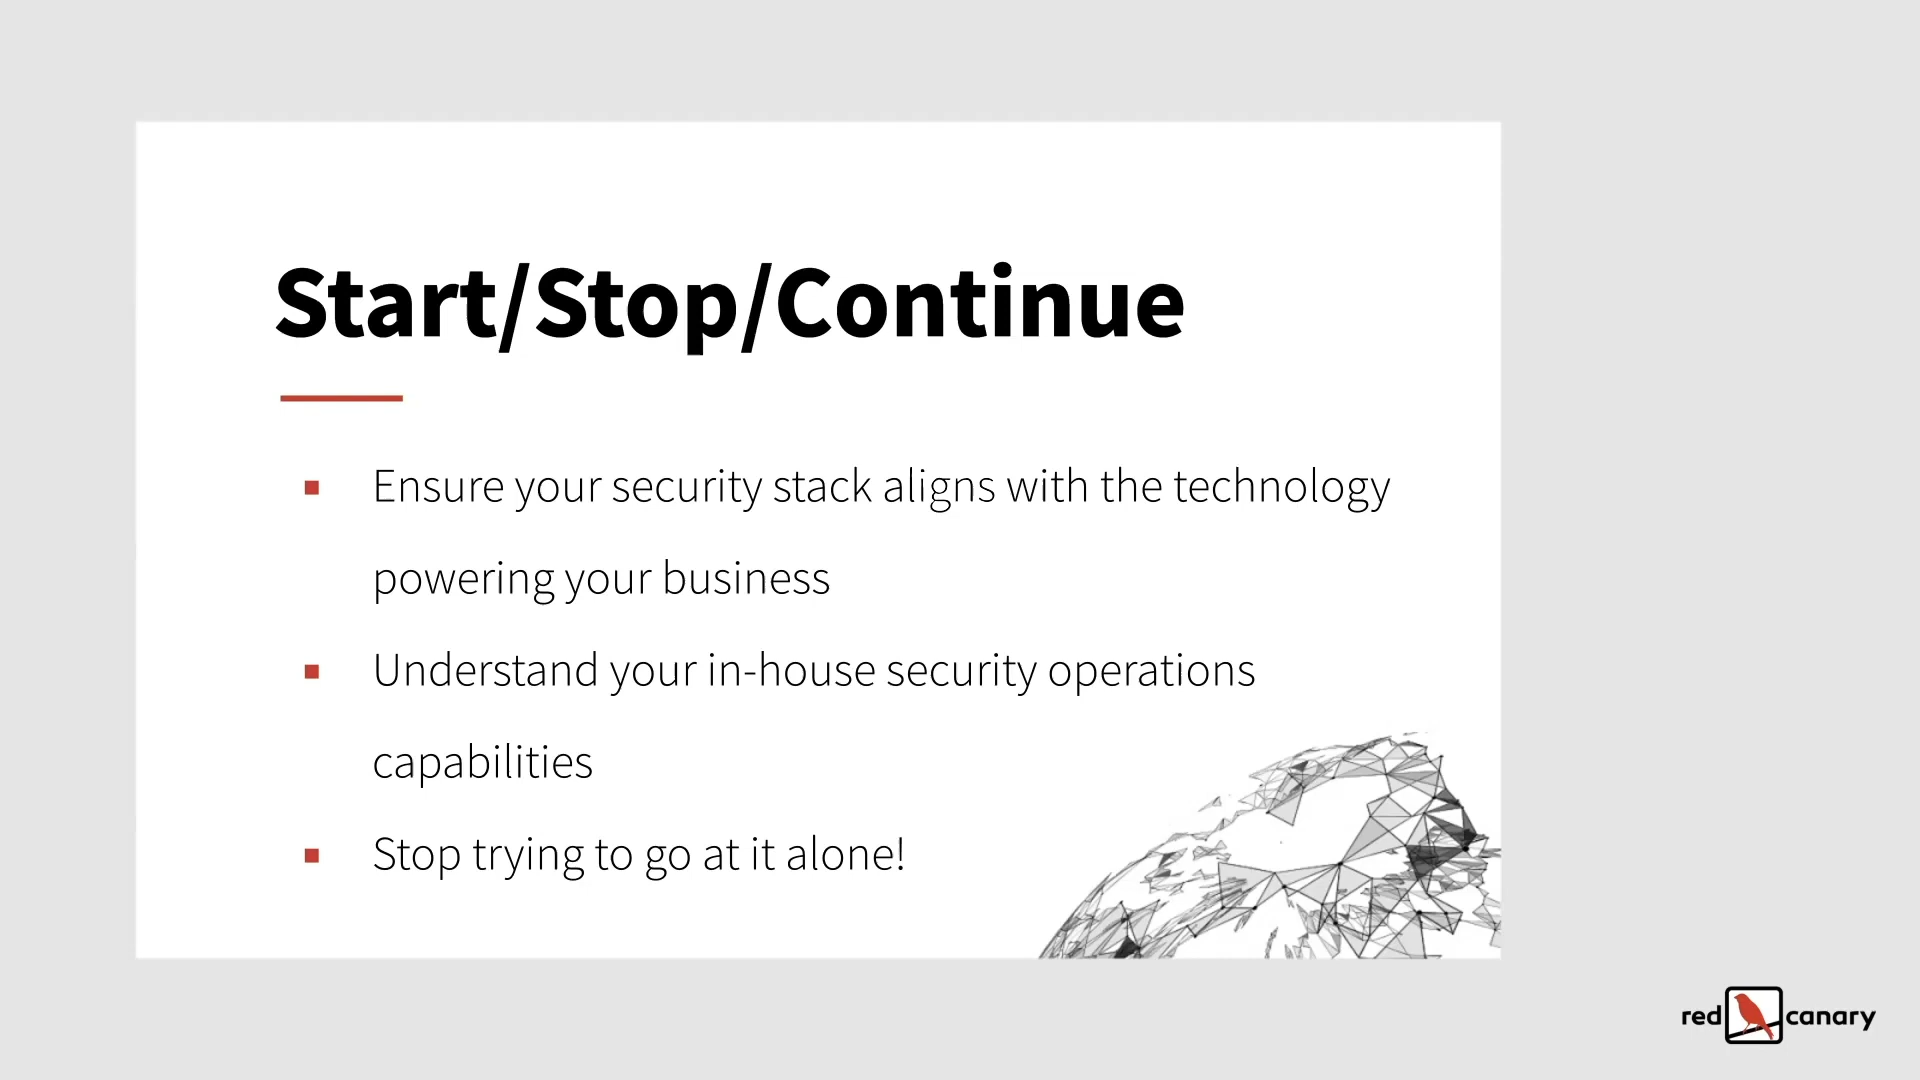 Start/Stop/Continue
Ensure your security stack aligns with the technology
powering your business
Understand your in-house security operations
capabilities
Stop trying to go at it alone!
red canary